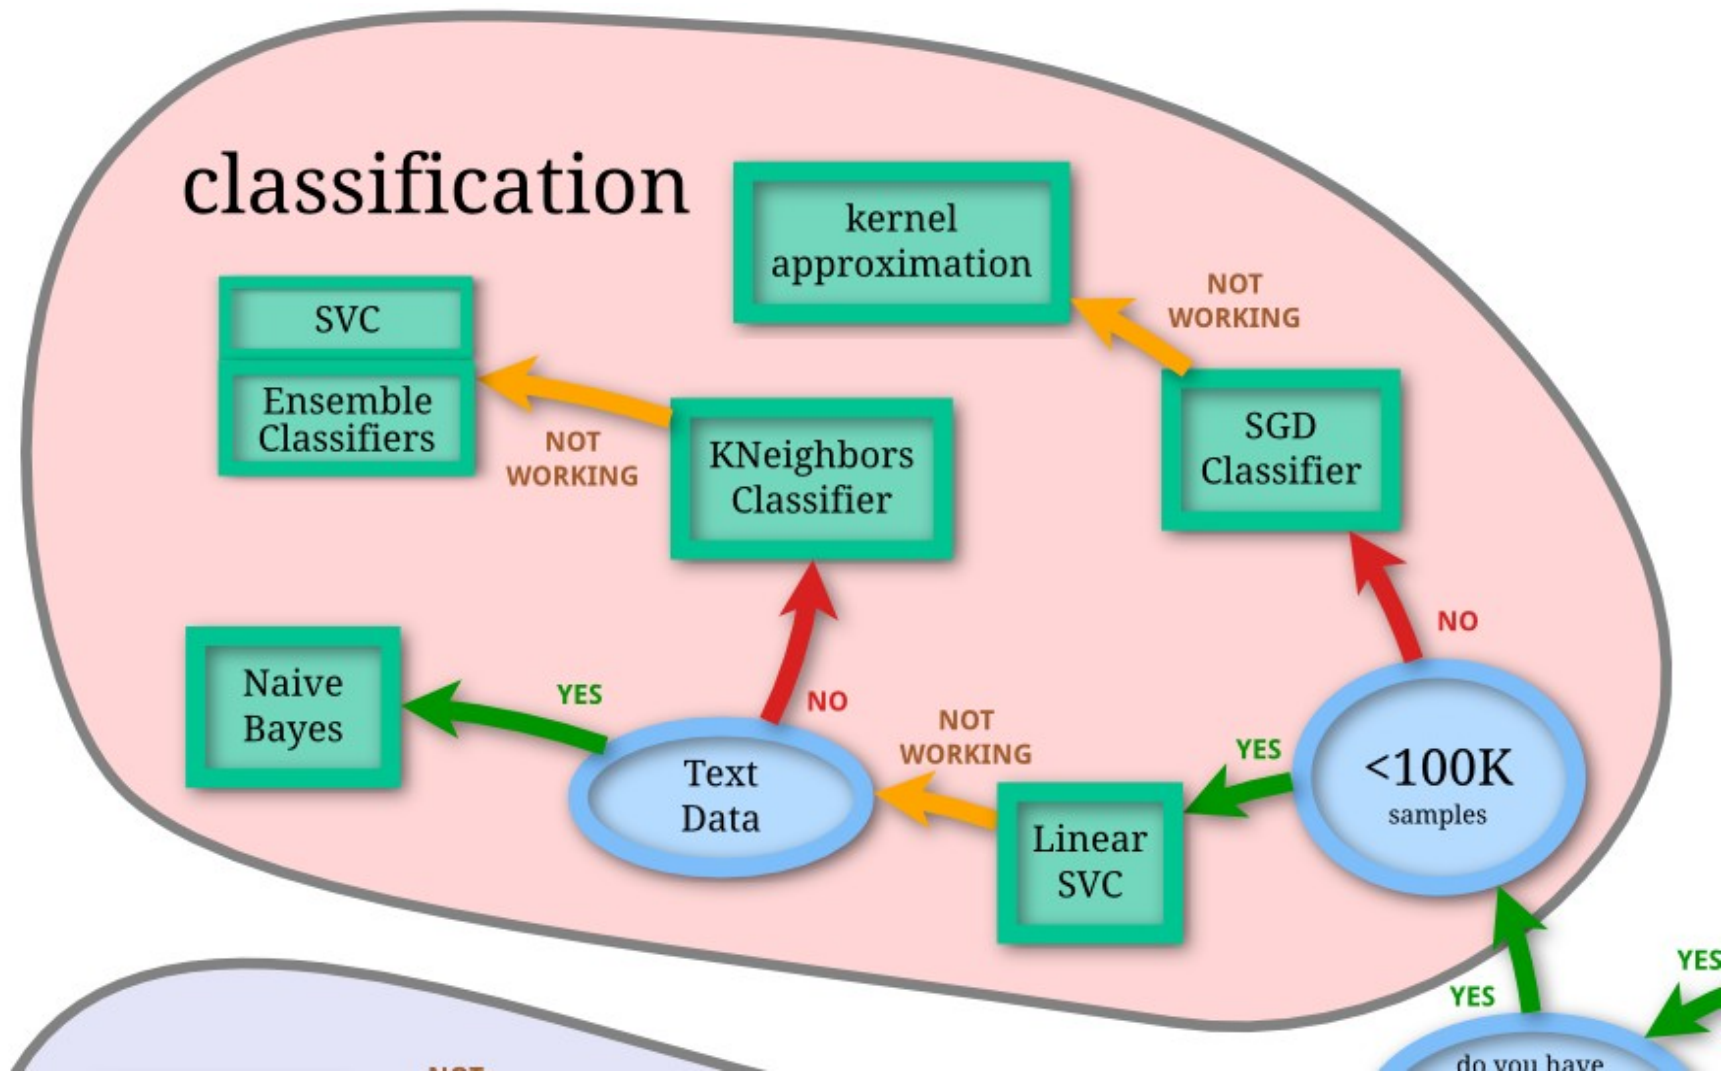 classification
kernel
approximation
NOT
WORKING
SVC
Ensemble
Classifiers
NOT
WORKING
KNeighbors
Classifier
SGD
Classifier
NO
Naive
Bayes
YES
NO
Text
Data
NOT
WORKING
YES
<100K
samples
Linear
SVC
YES
YES
do you have
NOT